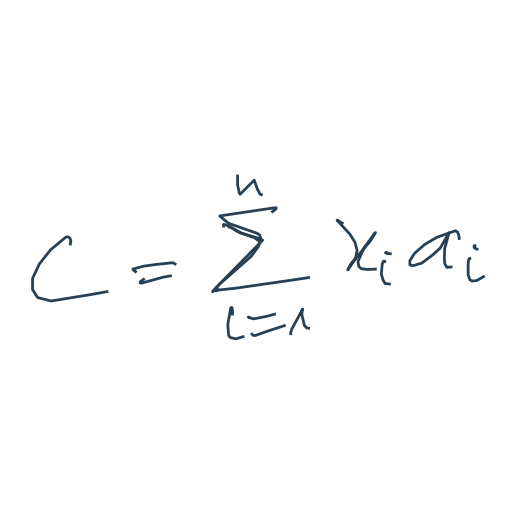 C = \sum_{i=1}^{n} x_i a_i